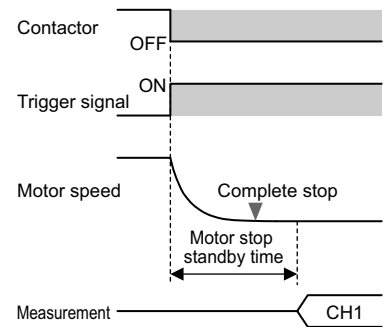 Contactor
OFF
ON
Trigger signal
Motor speed
Complete stop
Motor stop
standby time
Measurement
CH1